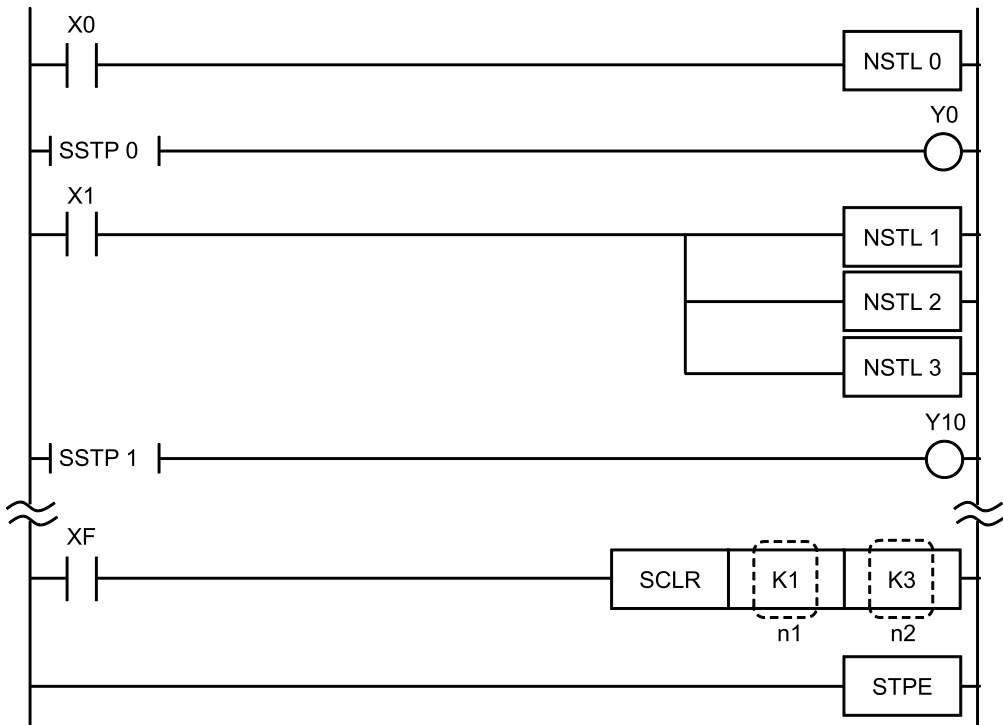 X0
NSTL 0
Y0
SSTP 0
X1
NSTL 1
NSTL 2
NSTL 3
Y10
SSTP 1
XF
SCLR K1 K3
n1 n2
STPE